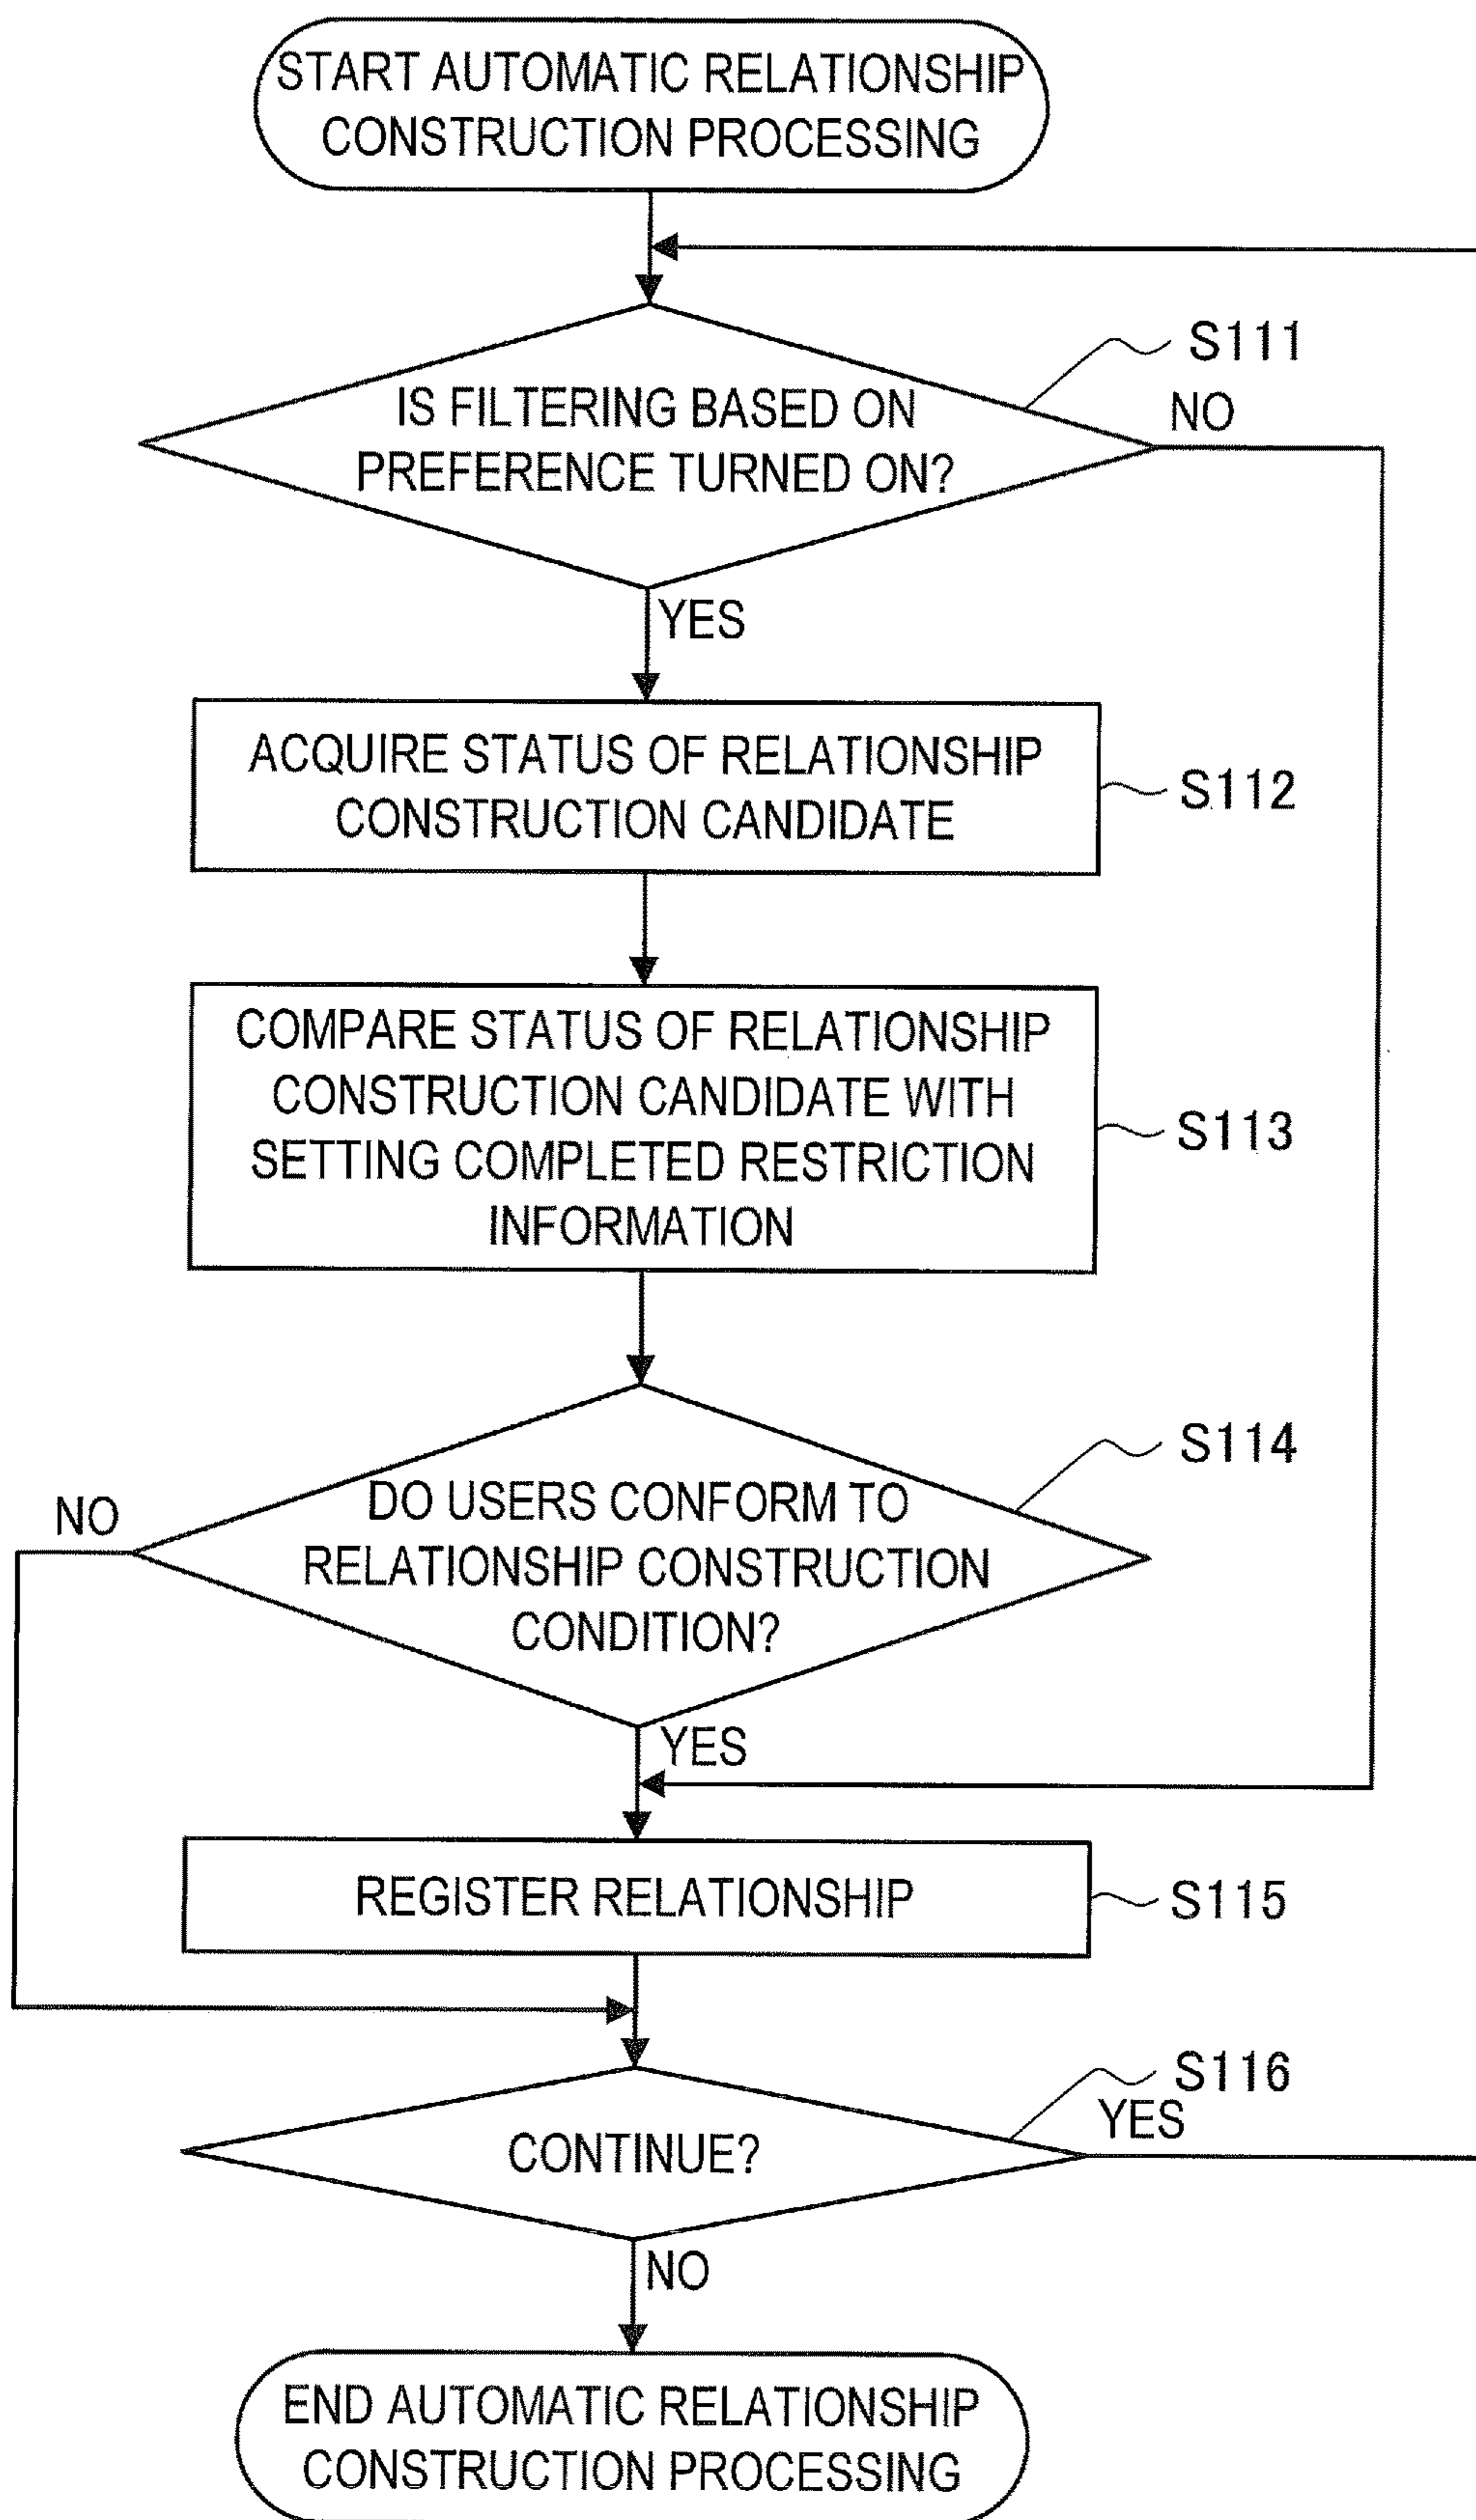 START AUTOMATIC RELATIONSHIP
CONSTRUCTION PROCESSING
S111
IS FILTERING BASED ON
PREFERENCE TURNED ON?
NO
YES
ACQUIRE STATUS OF RELATIONSHIP
CONSTRUCTION CANDIDATE
S112
COMPARE STATUS OF RELATIONSHIP
CONSTRUCTION CANDIDATE WITH
SETTING COMPLETED RESTRICTION
INFORMATION
S113
S114
NO
DO USERS CONFORM TO
RELATIONSHIP CONSTRUCTION
CONDITION?
YES
REGISTER RELATIONSHIP
S115
S116
YES
CONTINUE?
NO
END AUTOMATIC RELATIONSHIP
CONSTRUCTION PROCESSING